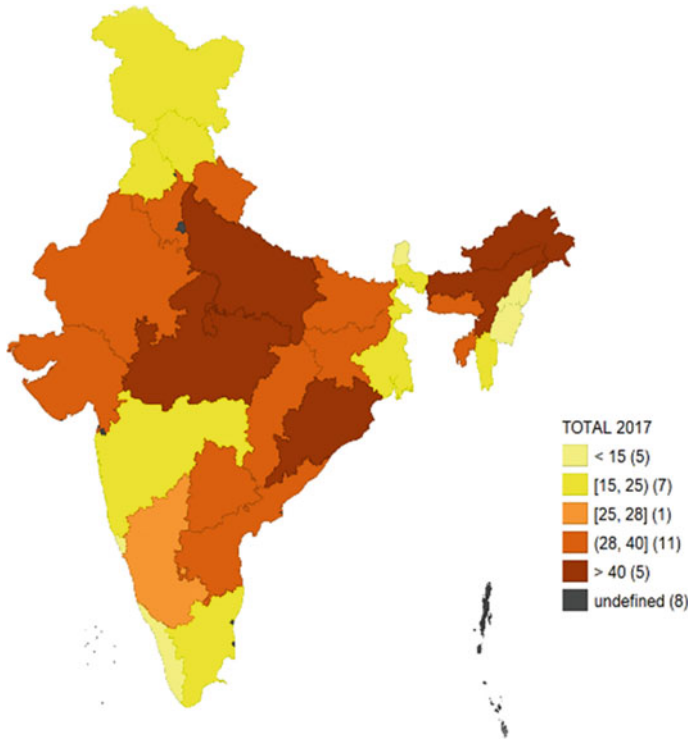 TOTAL 2017
< 15 (5)
[15, 25) (7)
[25, 28] (1)
(28, 40] (11)
> 40 (5)
undefined (8)